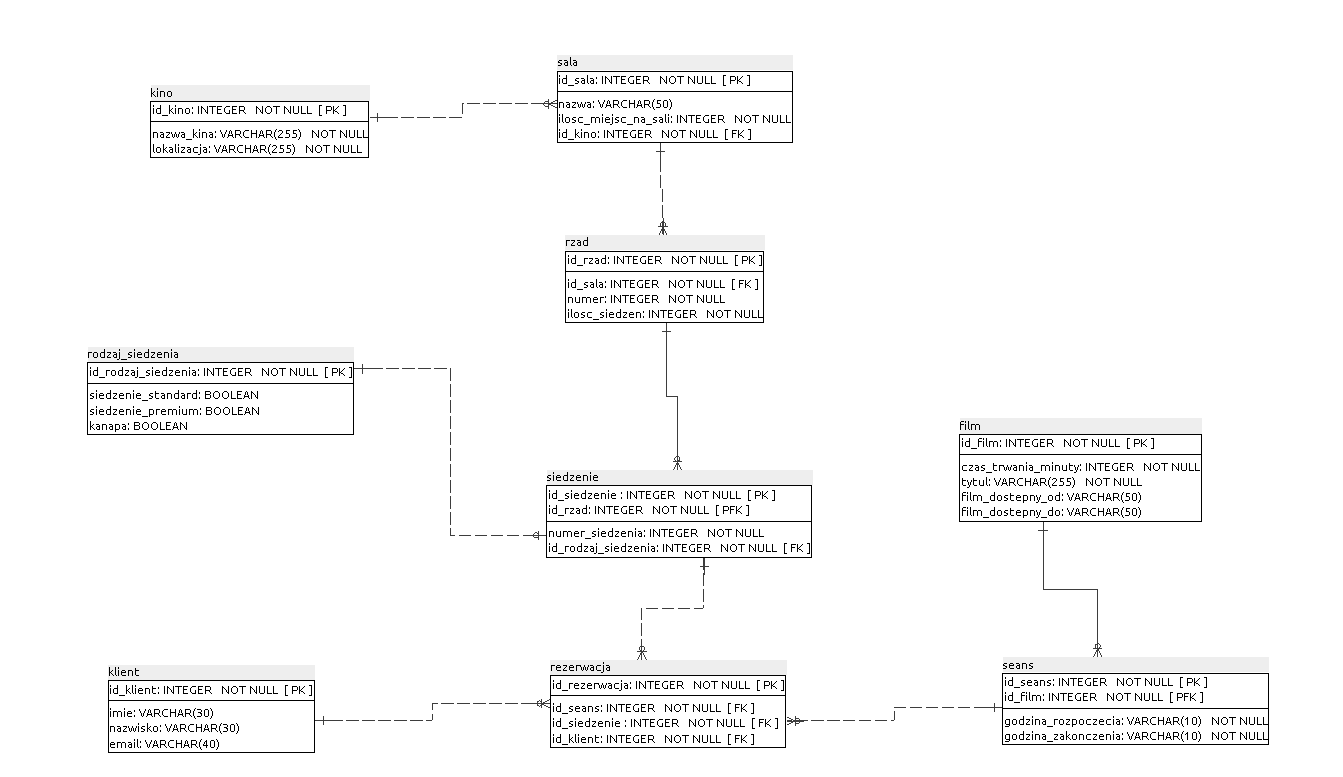 sala
id_sala: INTEGER NOT NULL [ PK ]
nazwa: VARCHAR(50)
ilosc_miejsc_na_sali: INTEGER NOT NULL
id_kino: INTEGER NOT NULL [ FK ]
kino
id_kino: INTEGER NOT NULL [ PK ]
nazwa_kina: VARCHAR(255) NOT NULL
lokalizacja: VARCHAR(255) NOT NULL
rzad
id_rzad: INTEGER NOT NULL [ PK ]
id_sala: INTEGER NOT NULL [ FK ]
numer: INTEGER NOT NULL
ilosc_siedzen: INTEGER NOT NULL
rodzaj_siedzenia
id_rodzaj_siedzenia: INTEGER NOT NULL [ PK ]
siedzenie_standard: BOOLEAN
siedzenie_premium: BOOLEAN
kanapa: BOOLEAN
film
id_film: INTEGER NOT NULL [ PK ]
czas_trwania_minuty: INTEGER NOT NULL
tytul: VARCHAR(255) NOT NULL
film_dostepny_od: VARCHAR(50)
film_dostepny_do: VARCHAR(50)
siedzenie
id_siedzenie : INTEGER NOT NULL [ PK ]
id_rzad: INTEGER NOT NULL [ PFK ]
numer_siedzenia: INTEGER NOT NULL
id_rodzaj_siedzenia: INTEGER NOT NULL [ FK ]
klient
id_klient: INTEGER NOT NULL [ PK ]
imie: VARCHAR(30)
nazwisko: VARCHAR(30)
email: VARCHAR(40)
rezerwacja
id_rezerwacja: INTEGER NOT NULL [ PK ]
id_seans: INTEGER NOT NULL [ FK ]
id_siedzenie : INTEGER NOT NULL [ FK ]
id_klient: INTEGER NOT NULL [ FK ]
seans
id_seans: INTEGER NOT NULL [ PK ]
id_film: INTEGER NOT NULL [ PFK ]
godzina_rozpoczecia: VARCHAR(10) NOT NULL
godzina_zakonczenia: VARCHAR(10) NOT NULL